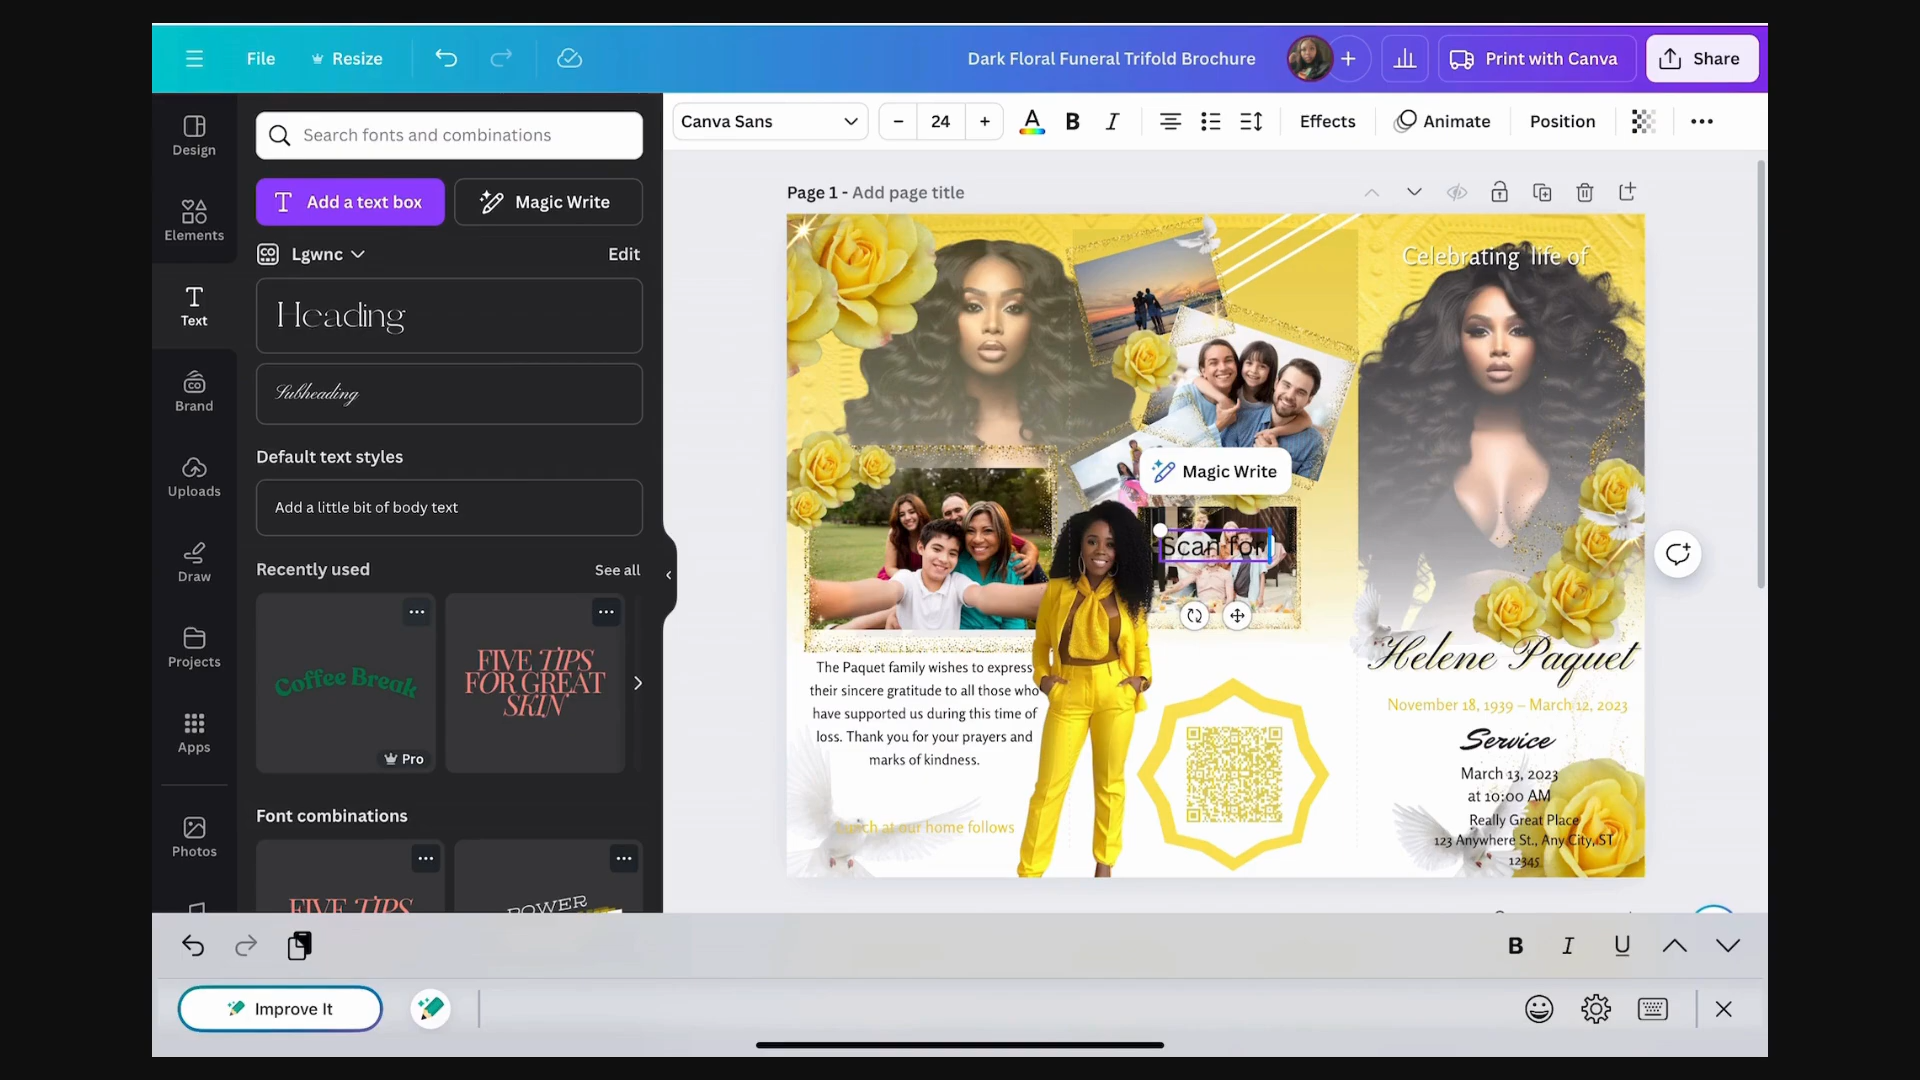 File
Resize
Dark Floral Funeral Trifold Brochure
Print with Canva
Share
Design
Elements
Text
Brand
Uploads
Draw
Projects
Apps
Photos
Search fonts and combinations
Add a text box
Magic Write
Lgwnc
Edit
Heading
Subheading
Default text styles
Add a little bit of body text
Recently used
See all
Coffee Break
Pro
FIVE TIPS
FOR GREAT
SKIN
Font combinations
FIVE TIPS
POWER
Canva Sans
24
B
I
Effects
Animate
Position
Page 1 - Add page title
Magic Write
Scan for
The Paquet family wishes to express
their sincere gratitude to all those who
have supported us during this time of
loss. Thank you for your prayers and
marks of kindness.
Lunch at our home follows
Celebrating life of
Helene Paquet
November 18, 1939 – March 12, 2023
Service
March 13, 2023
at 10:00 AM
Really Great Place
123 Anywhere St., Any City, ST
12345
B
I
U
Improve It